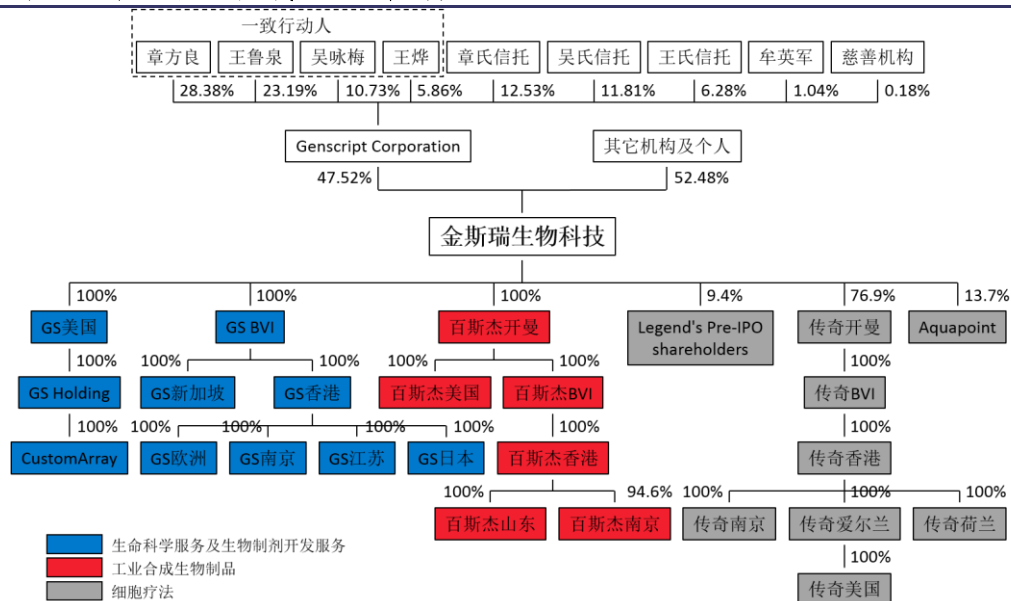 一致行动人
章方良 王鲁泉 吴咏梅 王烨 章氏信托 吴氏信托 王氏信托 牟英军 慈善机构
28.38% 23.19% 10.73% 5.86% 12.53% 11.81% 6.28% 1.04% 0.18%
Genscript Corporation 其它机构及个人
47.52% 52.48%
金斯瑞生物科技
100% 100% 100% 9.4% 76.9% 13.7%
GS美国 GS BVI 百斯杰开曼 Legend's Pre-IPO shareholders 传奇开曼 Aquapoint
100% 100% 100% 100% 100% 100%
GS Holding GS新加坡 GS香港 百斯杰美国 百斯杰BVI 传奇BVI
100% 100% 100% 100% 100% 100% 100%
CustomArray GS欧洲 GS南京 GS江苏 GS日本 百斯杰香港 传奇香港
100% 94.6% 100% 100% 100%
百斯杰山东 百斯杰南京 传奇南京 传奇爱尔兰 传奇荷兰
100%
传奇美国
生命科学服务及生物制剂开发服务
工业合成生物制品
细胞疗法